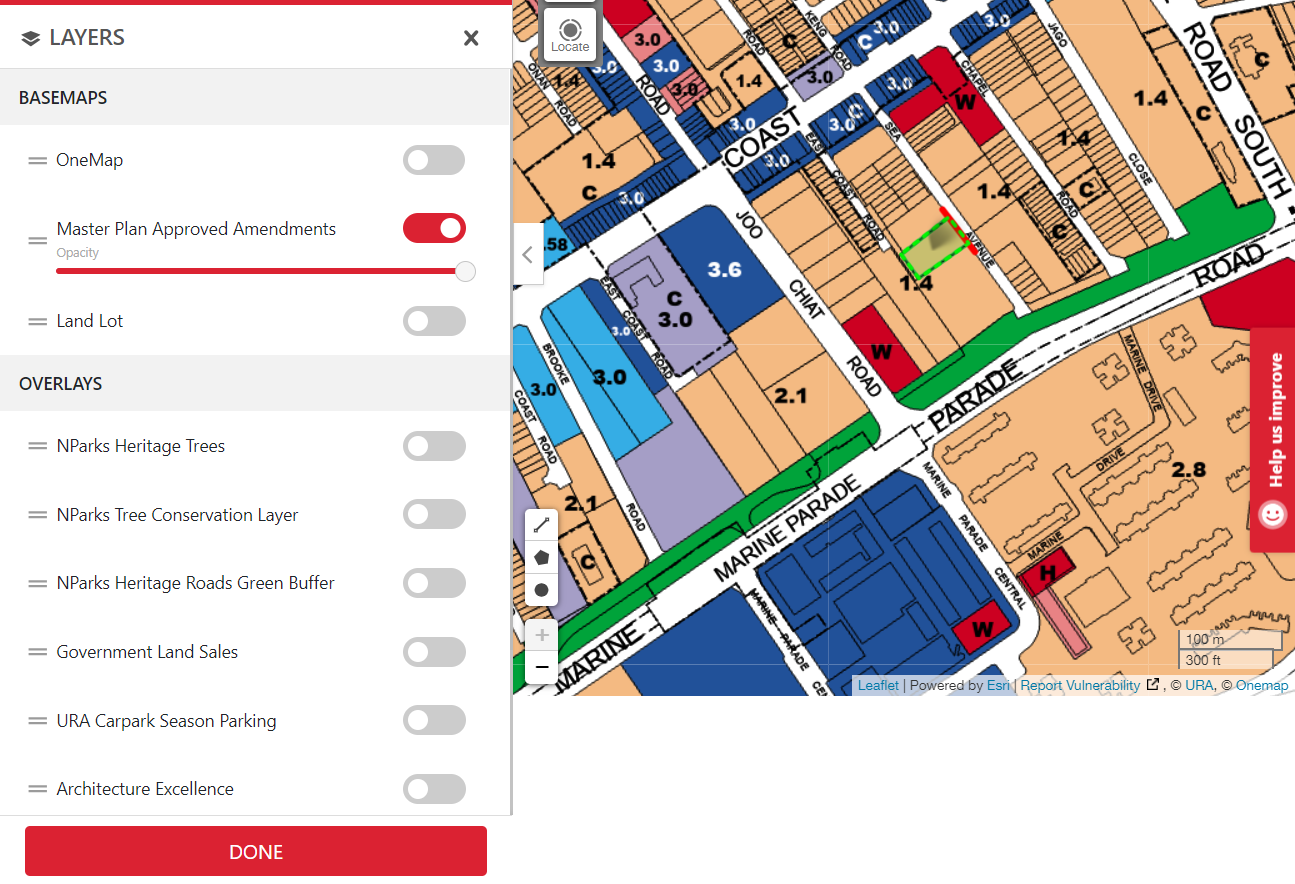 LAYERS
BASEMAPS
OneMap
Master Plan Approved Amendments
Opacity
Land Lot
OVERLAYS
NParks Heritage Trees
NParks Tree Conservation Layer
NParks Heritage Roads Green Buffer
Government Land Sales
URA Carpark Season Parking
Architecture Excellence
DONE
Locate
3.0
3.0
3.0
3.0
1.4
ONAN ROAD
ROAD
3.0
1.4
ROAD
KENG ROAD
C
3.0
C
3.0
3.0
JAGO
CLOSE
ROAD SOUTH
C
C
1.4
3.0
CHAPEL
ROAD
W
3.0
C
SEA
AVENUE
COAST
3.0
EAST
COAST
ROAD
1.4
C
3.0
1.4
C
C
1.4
1.4
ROAD
.58
JOO
CHIAT
ROAD
3.6
C
3.0
EAST
COAST
ROAD
3.0
BROOKE
ROAD
3.0
3.0
COAST
ROAD
W
2.1
2.1
C
PARADE
MARINE PARADE
MARINE
MARINE
DRIVE
DRIVE
MARINE
2.8
MARINE
PARADE
CENTRAL
MARINE
PARADE
CE
H
W
Help us improve
+
−
100 m
300 ft
Leaflet | Powered by Esri | Report Vulnerability , © URA, © Onemap